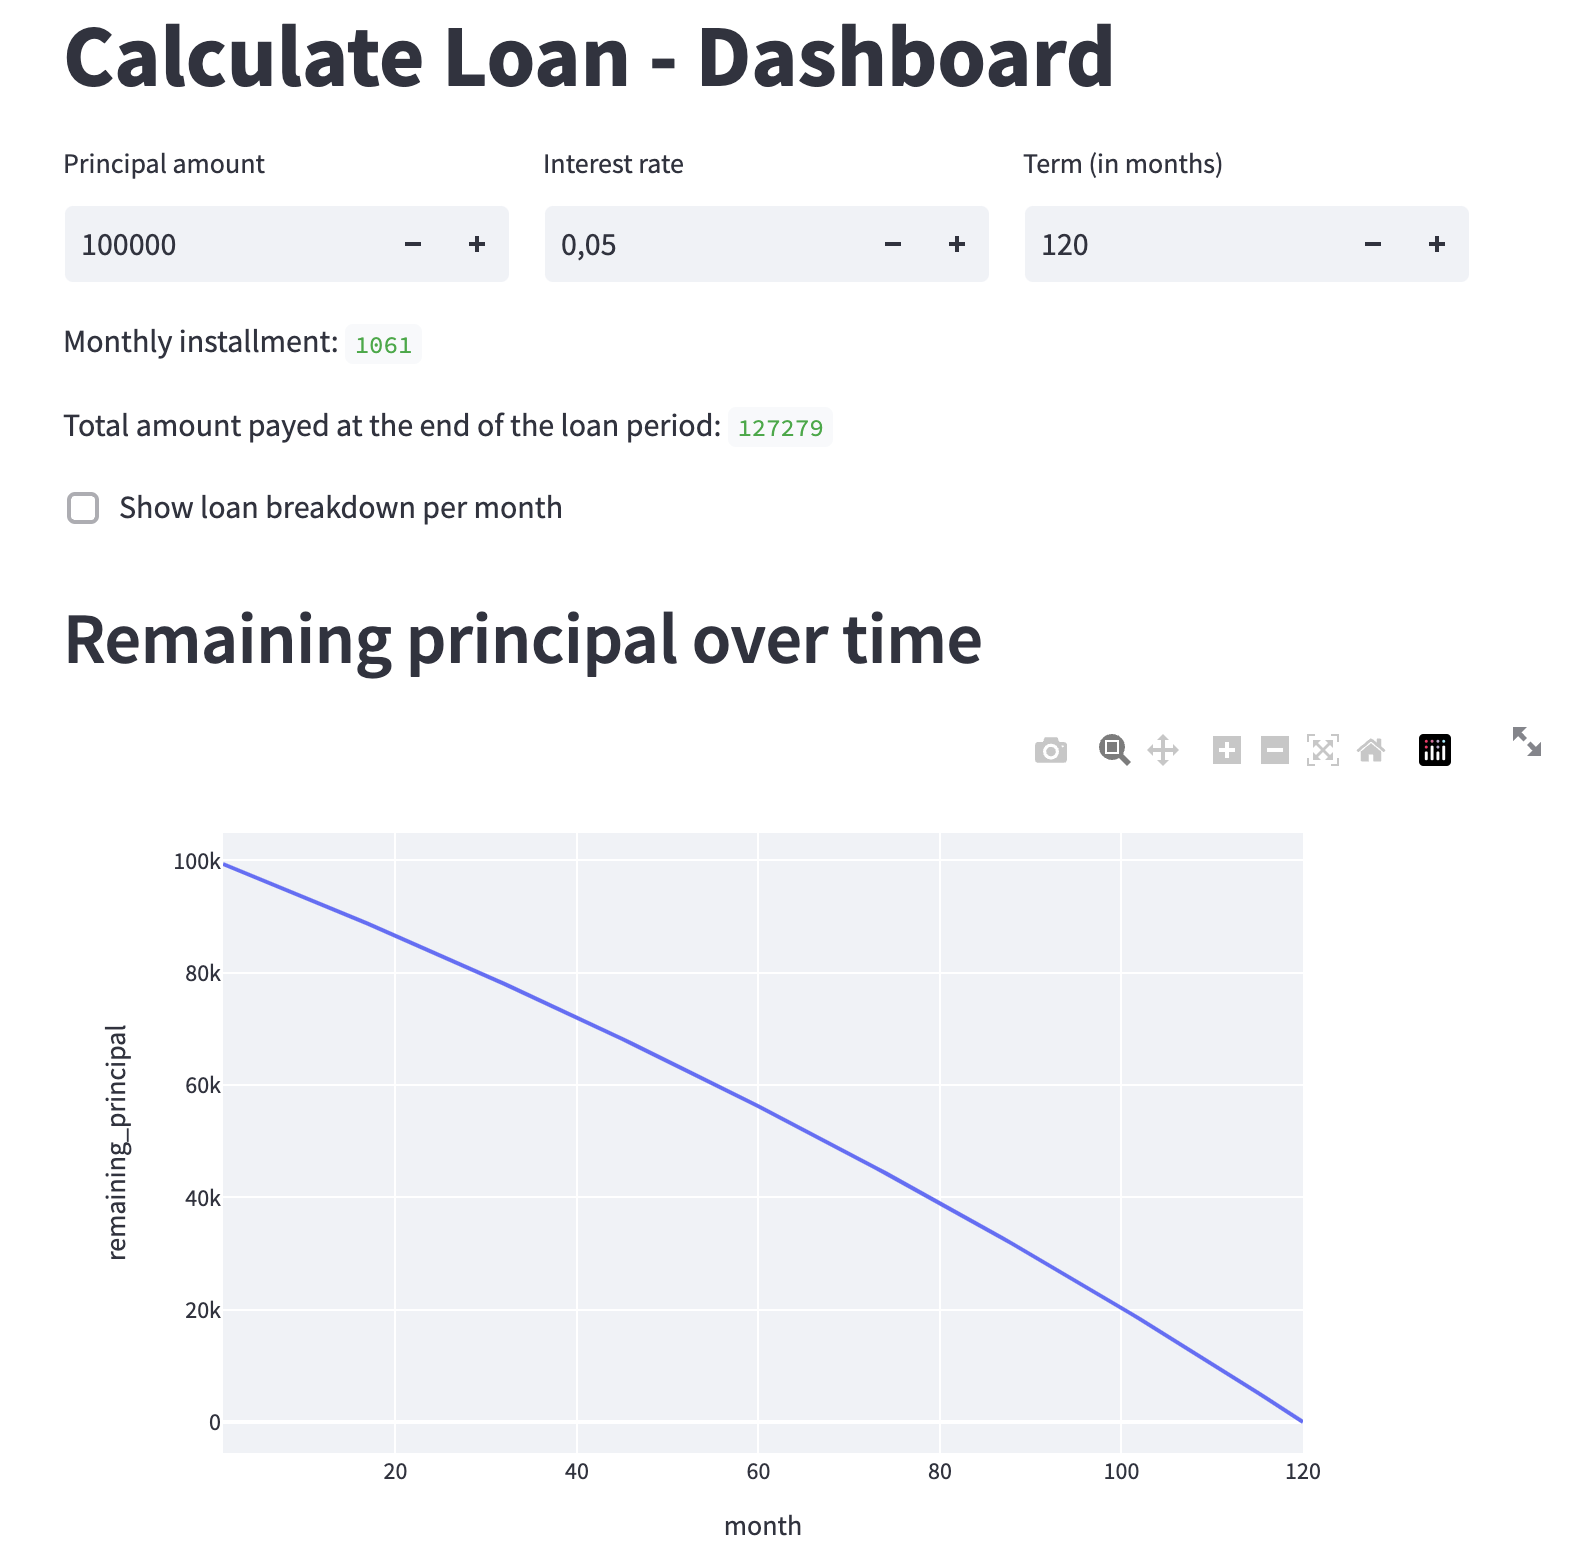 Calculate Loan - Dashboard
Principal amount
Interest rate
Term (in months)
100000
0,05
120
Monthly installment: 1061
Total amount payed at the end of the loan period: 127279
Show loan breakdown per month
Remaining principal over time
100k
80k
60k
40k
20k
0
remaining_principal
20 40 60 80 100 120
month